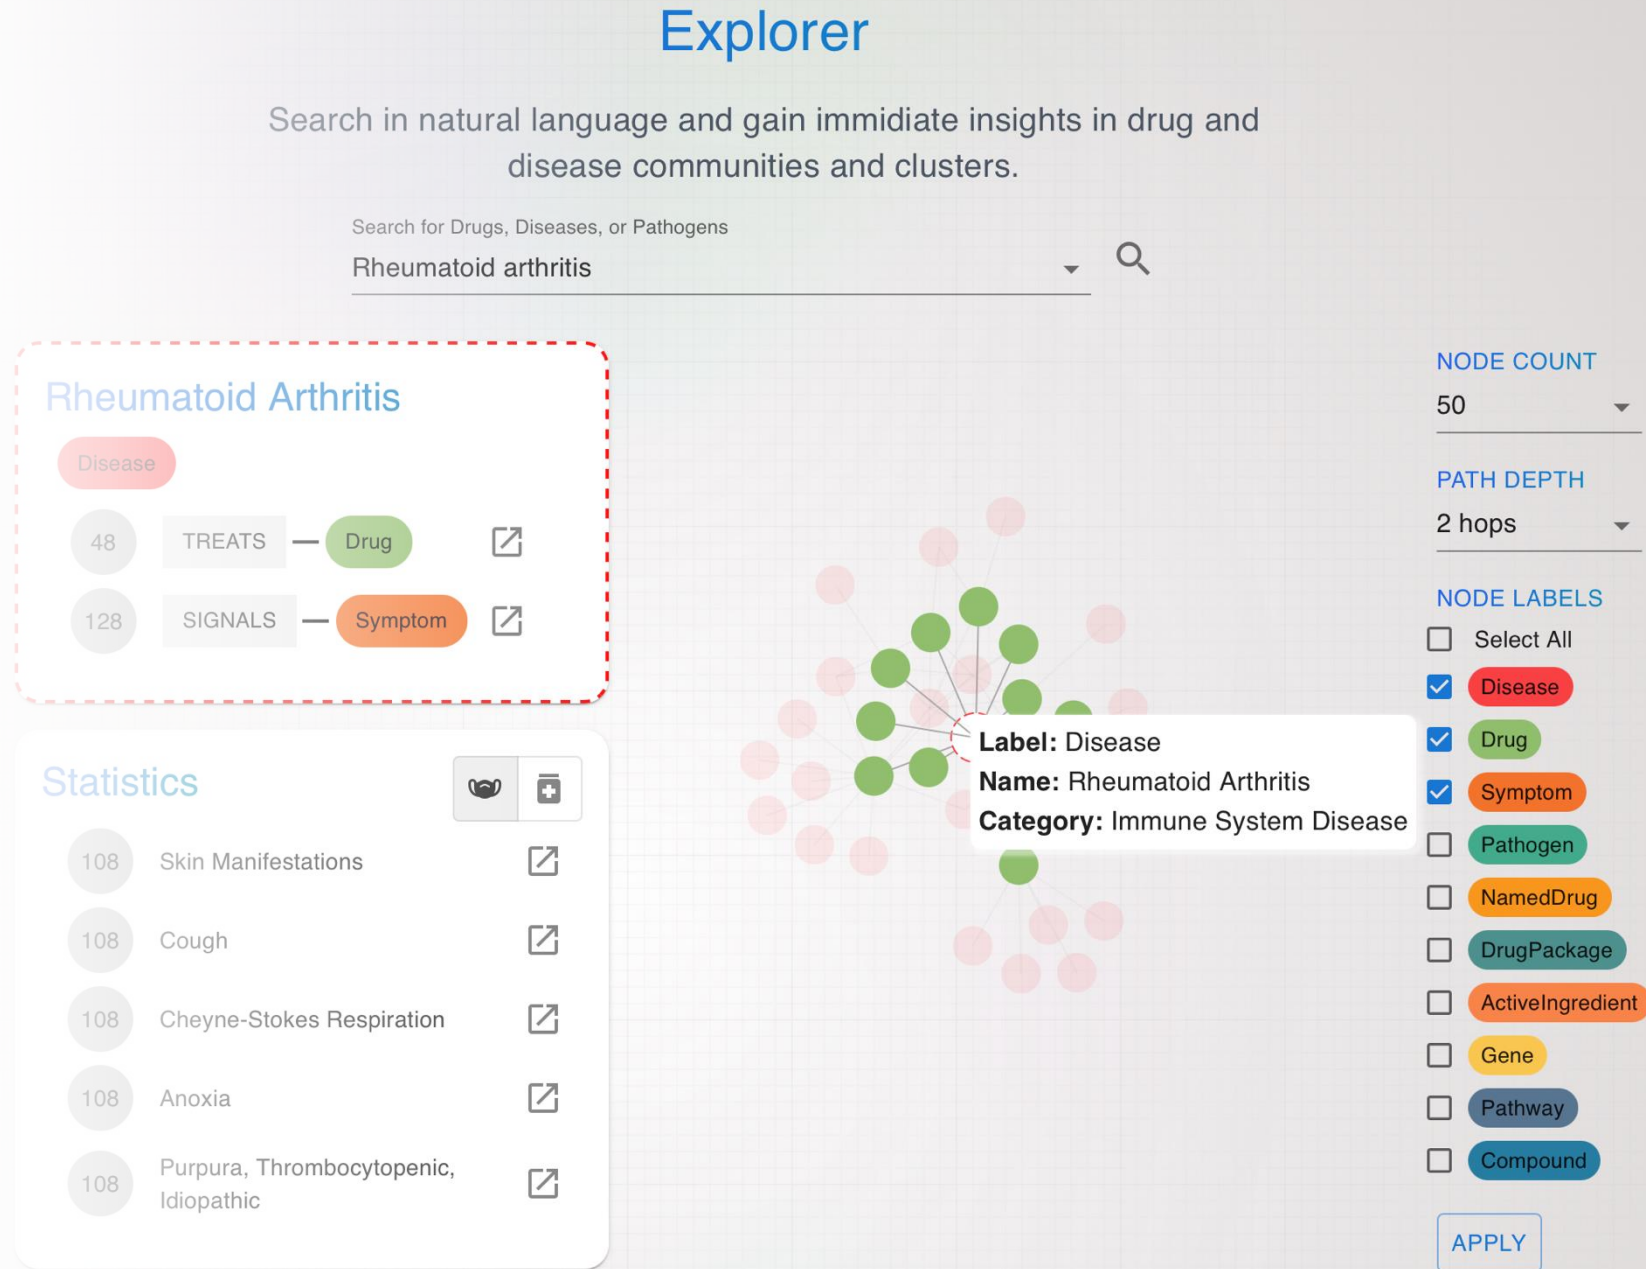 Explorer
Search in natural language and gain immidiate insights in drug and
disease communities and clusters.
Search for Drugs, Diseases, or Pathogens
Rheumatoid arthritis
Rheumatoid Arthritis
Disease
48 TREATS Drug
128 SIGNALS Symptom
Statistics
108 Skin Manifestations
108 Cough
108 Cheyne-Stokes Respiration
108 Anoxia
108 Purpura, Thrombocytopenic,
Idiopathic
Label: Disease
Name: Rheumatoid Arthritis
Category: Immune System Disease
NODE COUNT
50
PATH DEPTH
2 hops
NODE LABELS
Select All
Disease
Drug
Symptom
Pathogen
NamedDrug
DrugPackage
ActiveIngredient
Gene
Pathway
Compound
APPLY